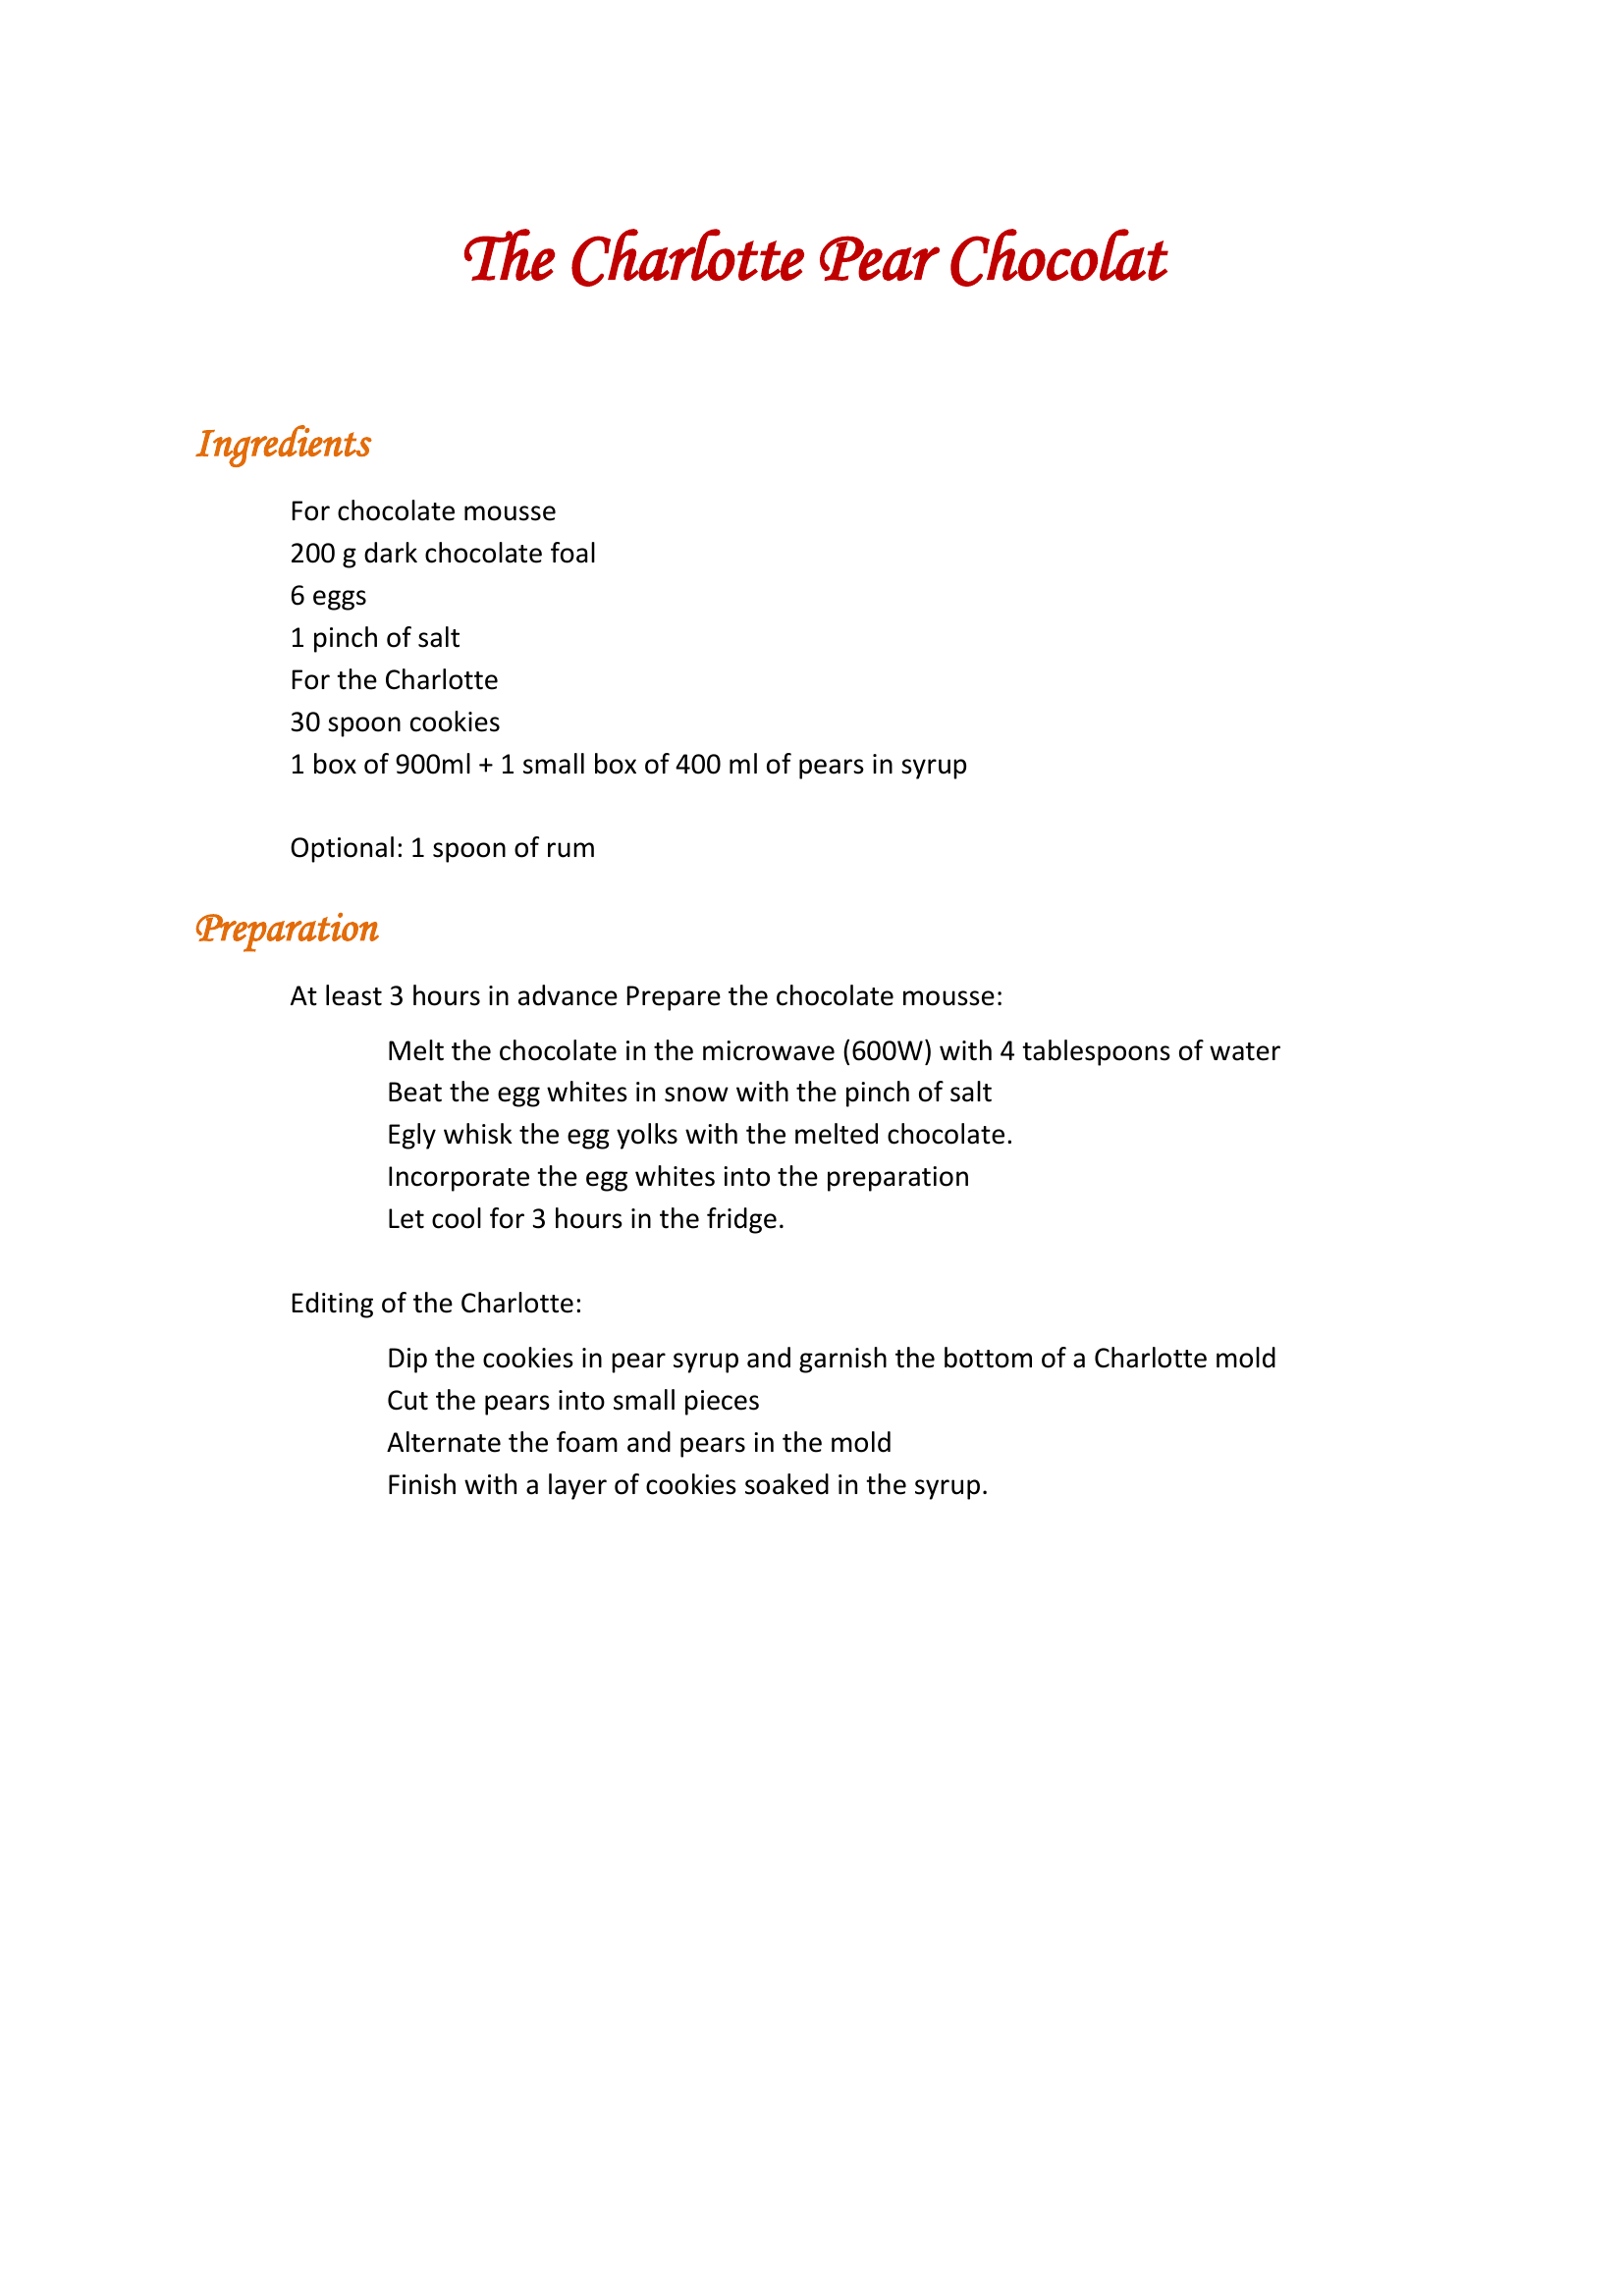 The Charlotte Pear Chocolat
Ingredients
For chocolate mousse
200 g dark chocolate foal
6 eggs
1 pinch of salt
For the Charlotte
30 spoon cookies
1 box of 900ml + 1 small box of 400 ml of pears in syrup
Optional: 1 spoon of rum
Preparation
At least 3 hours in advance Prepare the chocolate mousse:
Melt the chocolate in the microwave (600W) with 4 tablespoons of water
Beat the egg whites in snow with the pinch of salt
Egly whisk the egg yolks with the melted chocolate.
Incorporate the egg whites into the preparation
Let cool for 3 hours in the fridge.
Editing of the Charlotte:
Dip the cookies in pear syrup and garnish the bottom of a Charlotte mold
Cut the pears into small pieces
Alternate the foam and pears in the mold
Finish with a layer of cookies soaked in the syrup.